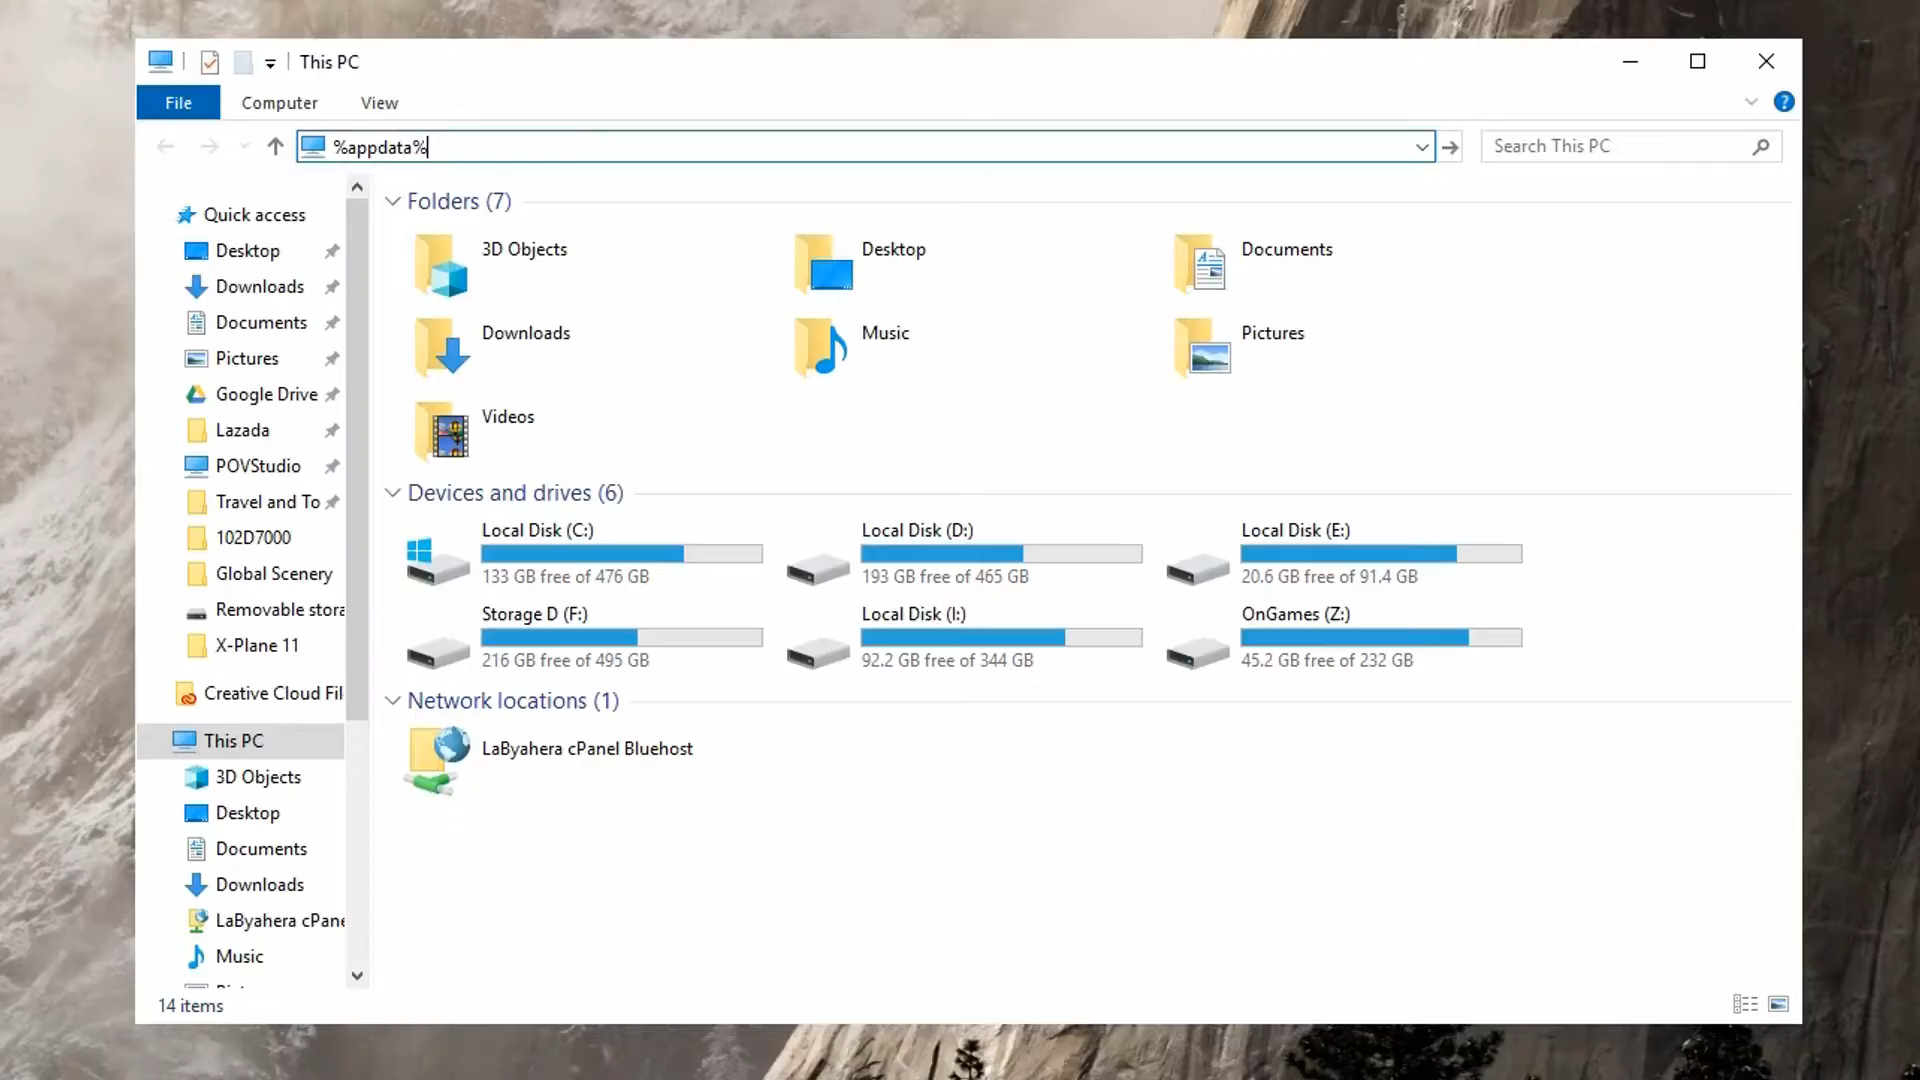 This PC
File
Computer
View
%appdata%
Search This PC
Quick access
Desktop
Downloads
Documents
Pictures
Google Drive
Lazada
POVStudio
Travel and To
102D7000
Global Scenery
Removable stora
X-Plane 11
Creative Cloud Fil
This PC
3D Objects
Desktop
Documents
Downloads
LaByahera cPane
Music
Folders (7)
3D Objects
Desktop
Documents
Downloads
Music
Pictures
Videos
Devices and drives (6)
Local Disk (C:)
133 GB free of 476 GB
Local Disk (D:)
193 GB free of 465 GB
Local Disk (E:)
20.6 GB free of 91.4 GB
Storage D (F:)
216 GB free of 495 GB
Local Disk (I:)
92.2 GB free of 344 GB
OnGames (Z:)
45.2 GB free of 232 GB
Network locations (1)
LaByahera cPanel Bluehost
14 items